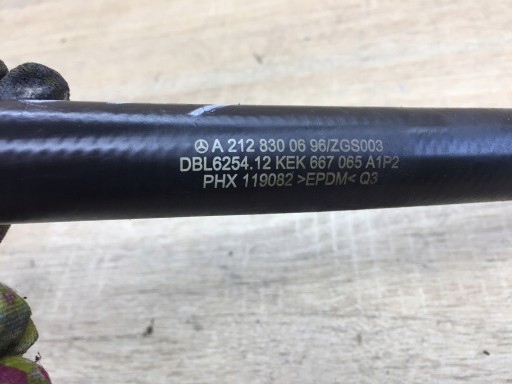 A 212 830 06 96/ZGS003
DBL6254.12 KEK 667 065 A1P2
PHX 119082 >EPDM< Q3